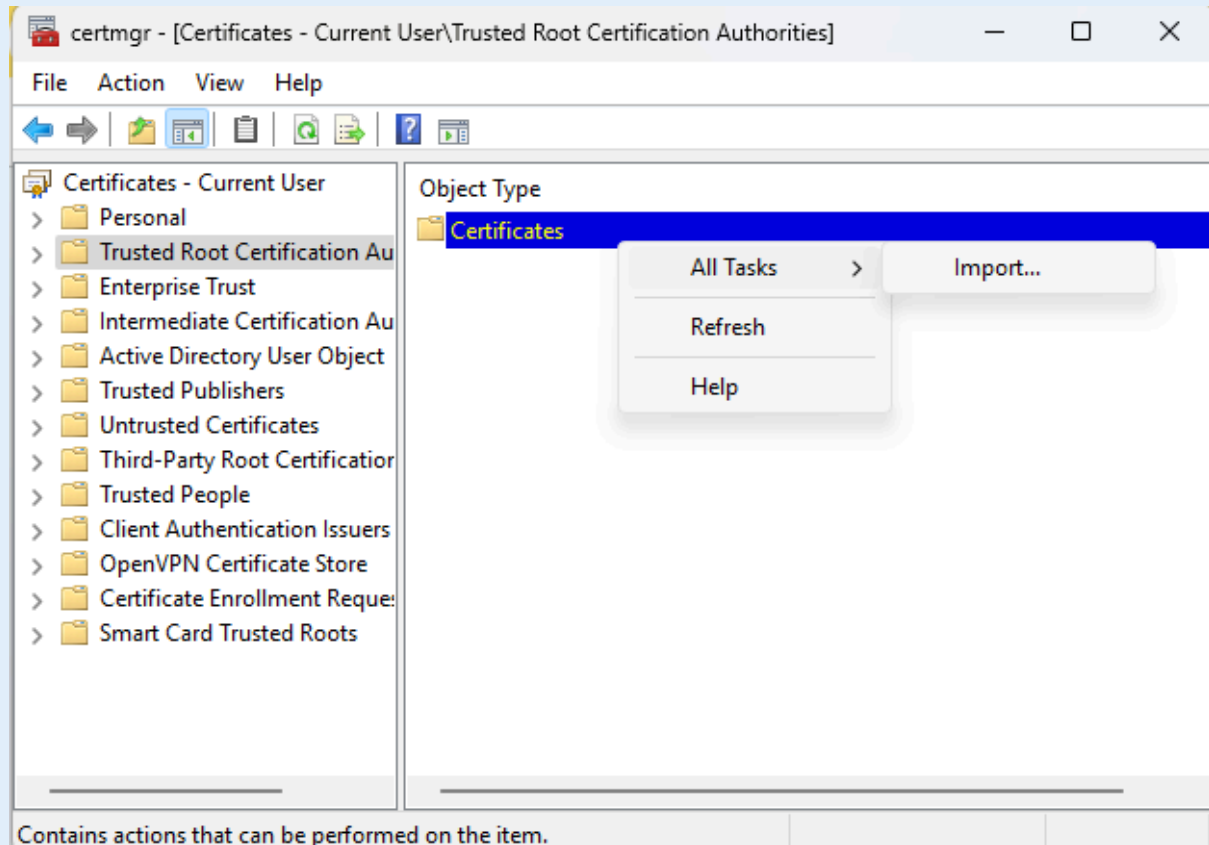 certmgr - [Certificates - Current User\Trusted Root Certification Authorities]
File Action View Help
Certificates - Current User
Personal
Trusted Root Certification Au
Enterprise Trust
Intermediate Certification Au
Active Directory User Object
Trusted Publishers
Untrusted Certificates
Third-Party Root Certification
Trusted People
Client Authentication Issuers
OpenVPN Certificate Store
Certificate Enrollment Reques
Smart Card Trusted Roots
Object Type
Certificates
All Tasks
Import...
Refresh
Help
Contains actions that can be performed on the item.